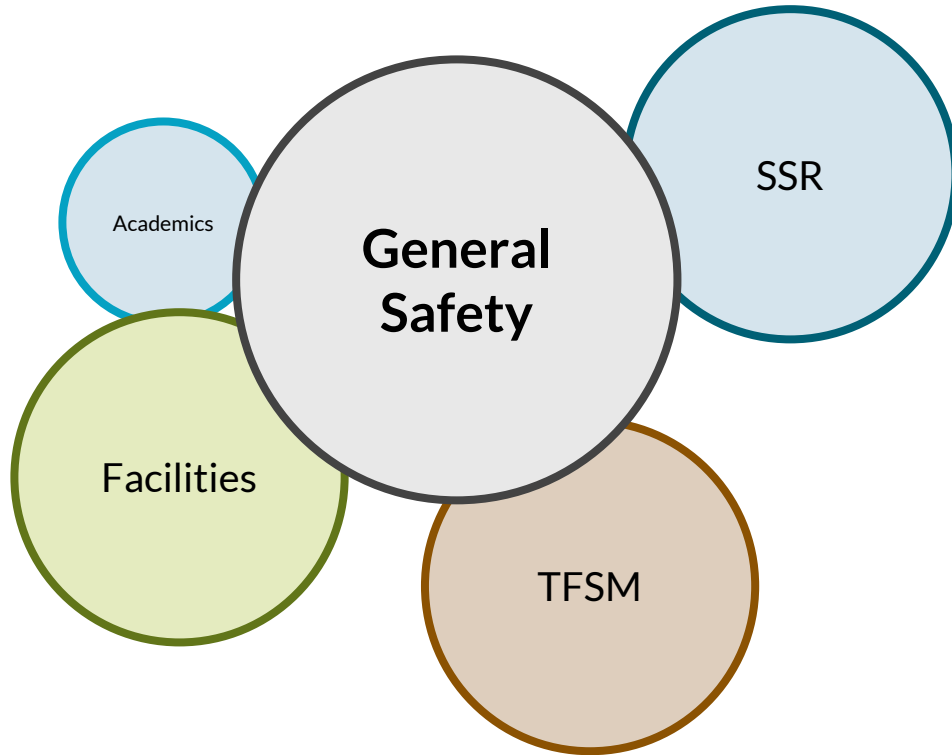 General
Safety
SSR
Academics
Facilities
TFSM